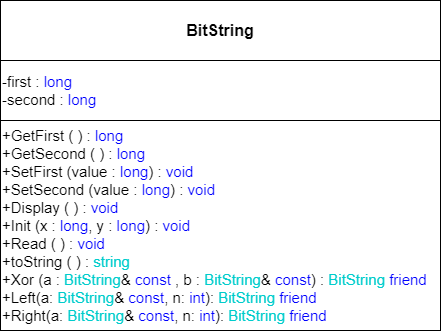 BitString
-first : long
-second : long
+GetFirst ( ) : long
+GetSecond ( ) : long
+SetFirst (value : long) : void
+SetSecond (value : long) : void
+Display ( ) : void
+Init (x : long, y : long) : void
+Read ( ) : void
+toString ( ) : string
+Xor (a : BitString& const , b : BitString& const) : BitString friend
+Left(a: BitString& const, n: int): BitString friend
+Right(a: BitString& const, n: int): BitString friend